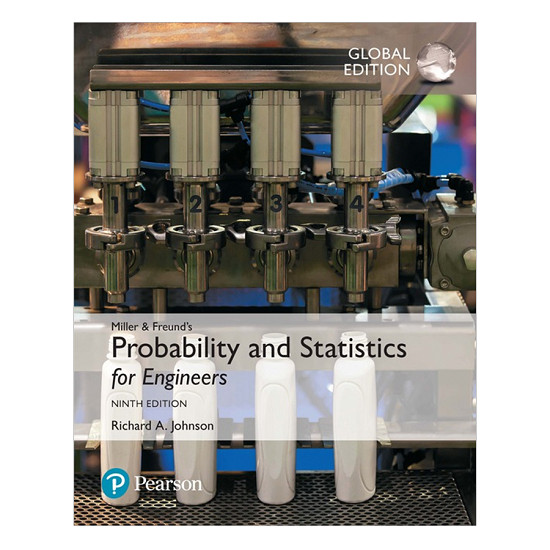 GLOBAL
EDITION
1 2 3 4
Miller & Freund's
Probability and Statistics
for Engineers
NINTH EDITION
Richard A. Johnson
Pearson